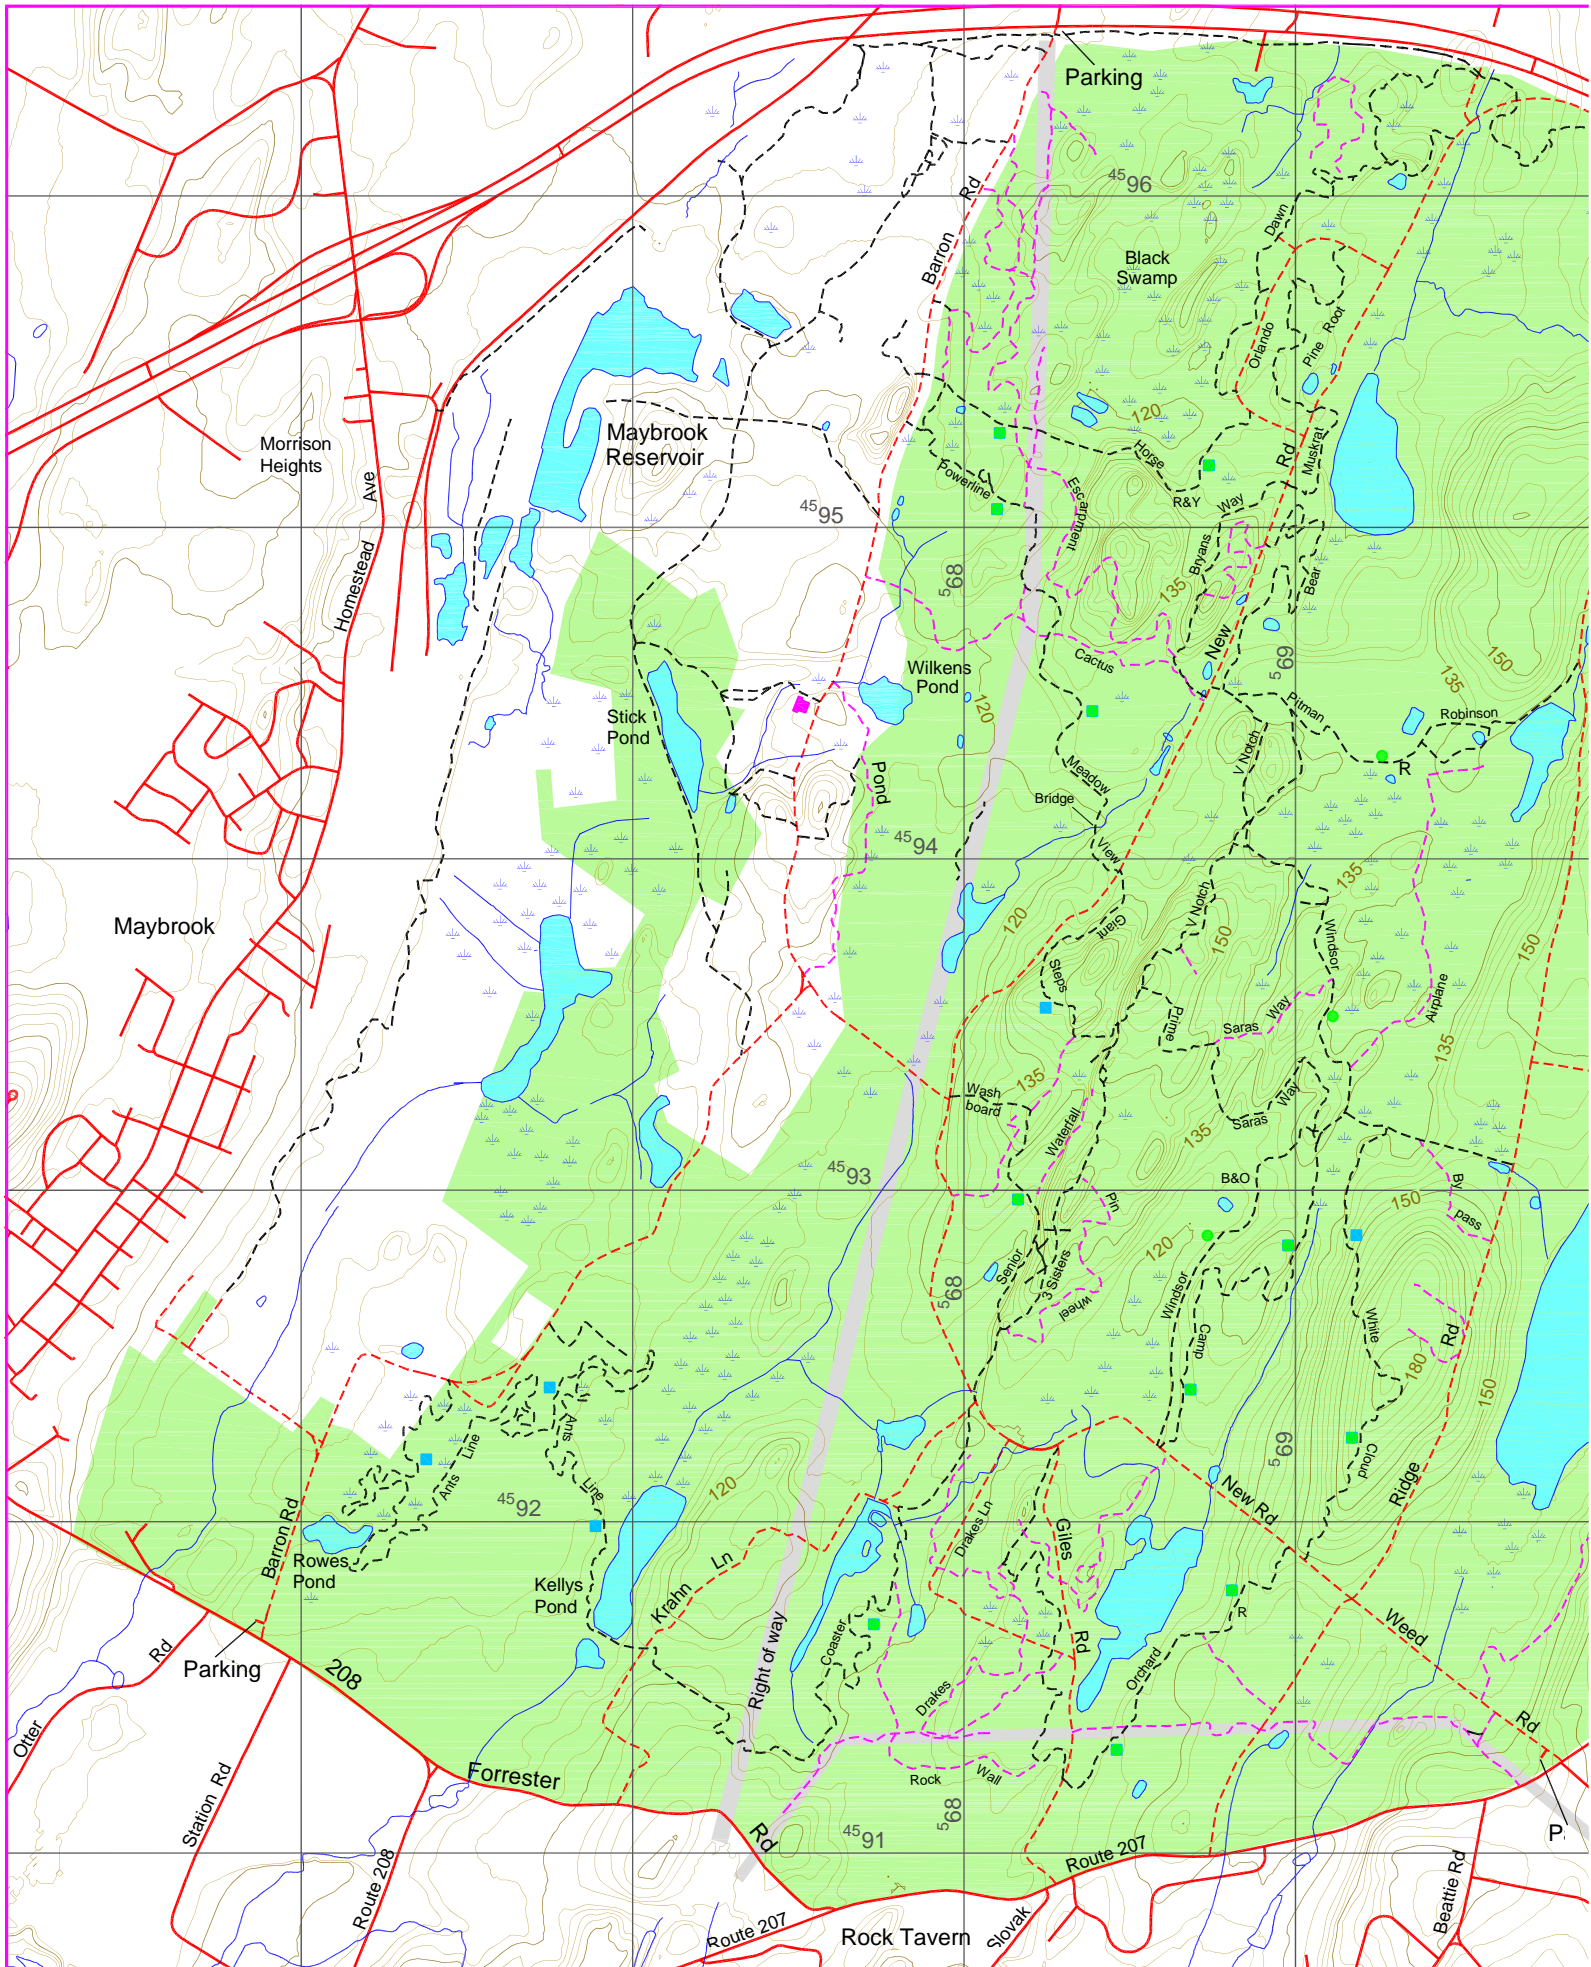 Parking
4596
Rd
Dawn
Barron
Black
Swamp
Orlando
Pine Root
120
Morrison
Heights
Maybrook
Reservoir
Horse
Rd
Muskrat
Ave
Powerline
Escarpment
R&Y
Way
4595
Homestead
Bryans
135
Bear
568
New
569
150
135
Cactus
Wilkens
Pond
120
Pitman
Robinson
Stick
Pond
V Notch
R
Pond
Meadow
Bridge
4594
View
135
V Notch
Maybrook
120
Giant
150
Windsor
150
Steps
Airplane
Prime
Saras Way
135
Wash
board
135
Waterfall
Saras Way
135
4593
B&O
By
pass
Pin
150
120
Senior
3 Sisters
wheel
568
Windsor
Camp
White
Rd
180
150
Ants Line
Ants
Line
569
Cloud
4592
120
Ridge
New Rd
Barron Rd
Drakes Ln
Giles
Rowes
Pond
Ln
Kellys
Pond
Krahn
R
Weed
Rd
Right of way
Coaster
Rd
Parking
208
Orchard
Drakes
Otter
Rd
Forrester
Rock
Wall
Station Rd
568
4591
Rd
P
Route 207
Route 208
Beattie Rd
Route 207
Rock Tavern
Slovak